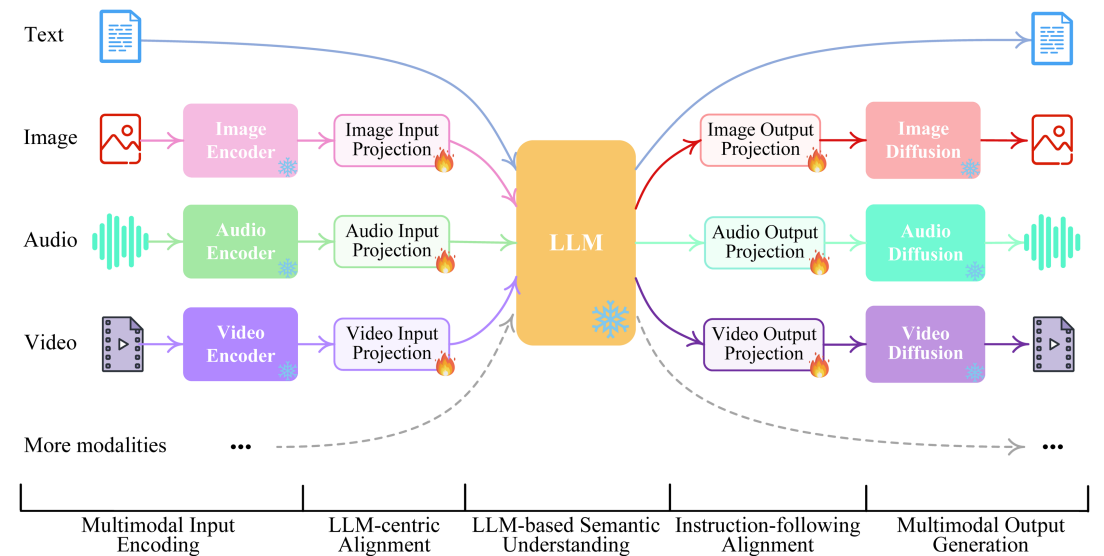 Text
Image
Image
Encoder
Image Input
Projection
Image Output
Projection
Image
Diffusion
Audio
Audio
Encoder
Audio Input
Projection
LLM
Audio Output
Projection
Audio
Diffusion
Video
Video
Encoder
Video Input
Projection
Video Output
Projection
Video
Diffusion
More modalities
...
...
Multimodal Input
Encoding
LLM-centric
Alignment
LLM-based Semantic
Understanding
Instruction-following
Alignment
Multimodal Output
Generation